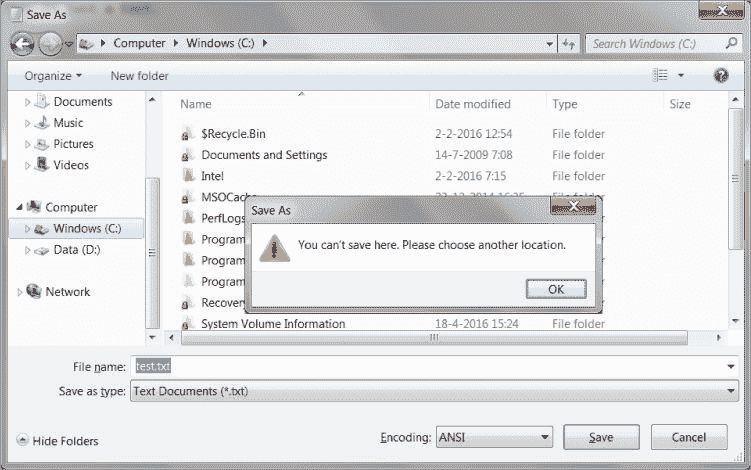 Save As
Computer Windows (C:) Search Windows (C:)
Organize New folder
Documents
Music
Pictures
Videos
Computer
Windows (C:)
Data (D:)
Network
Name Date modified Type Size
$Recycle.Bin 2-2-2016 12:54 File folder
Documents and Settings 14-7-2009 7:08 File folder
Intel 2-2-2016 7:15 File folder
MSOCache File folder
PerfLogs
Program
Program
Program
Recovery
System Volume Information 18-4-2016 15:24 File folder
Save As
You can't save here. Please choose another location.
OK
File name: test.txt
Save as type: Text Documents (*.txt)
Hide Folders Encoding: ANSI Save Cancel